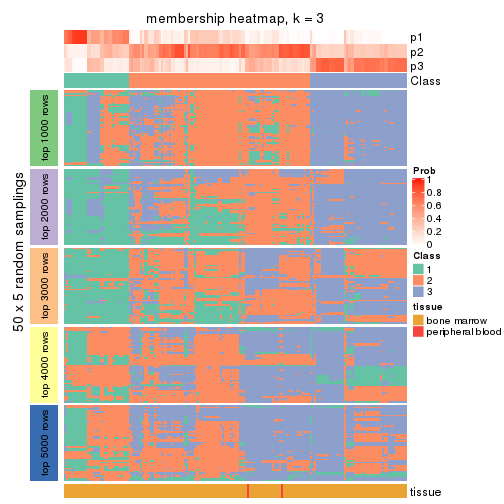 membership heatmap, k = 3
p1
p2
p3
Class
50 x 5 random samplings
top 1000 rows
top 2000 rows
top 3000 rows
top 4000 rows
top 5000 rows
Prob
1
0.8
0.6
0.4
0.2
0
Class
1
2
3
tissue
bone marrow
peripheral blood
tissue